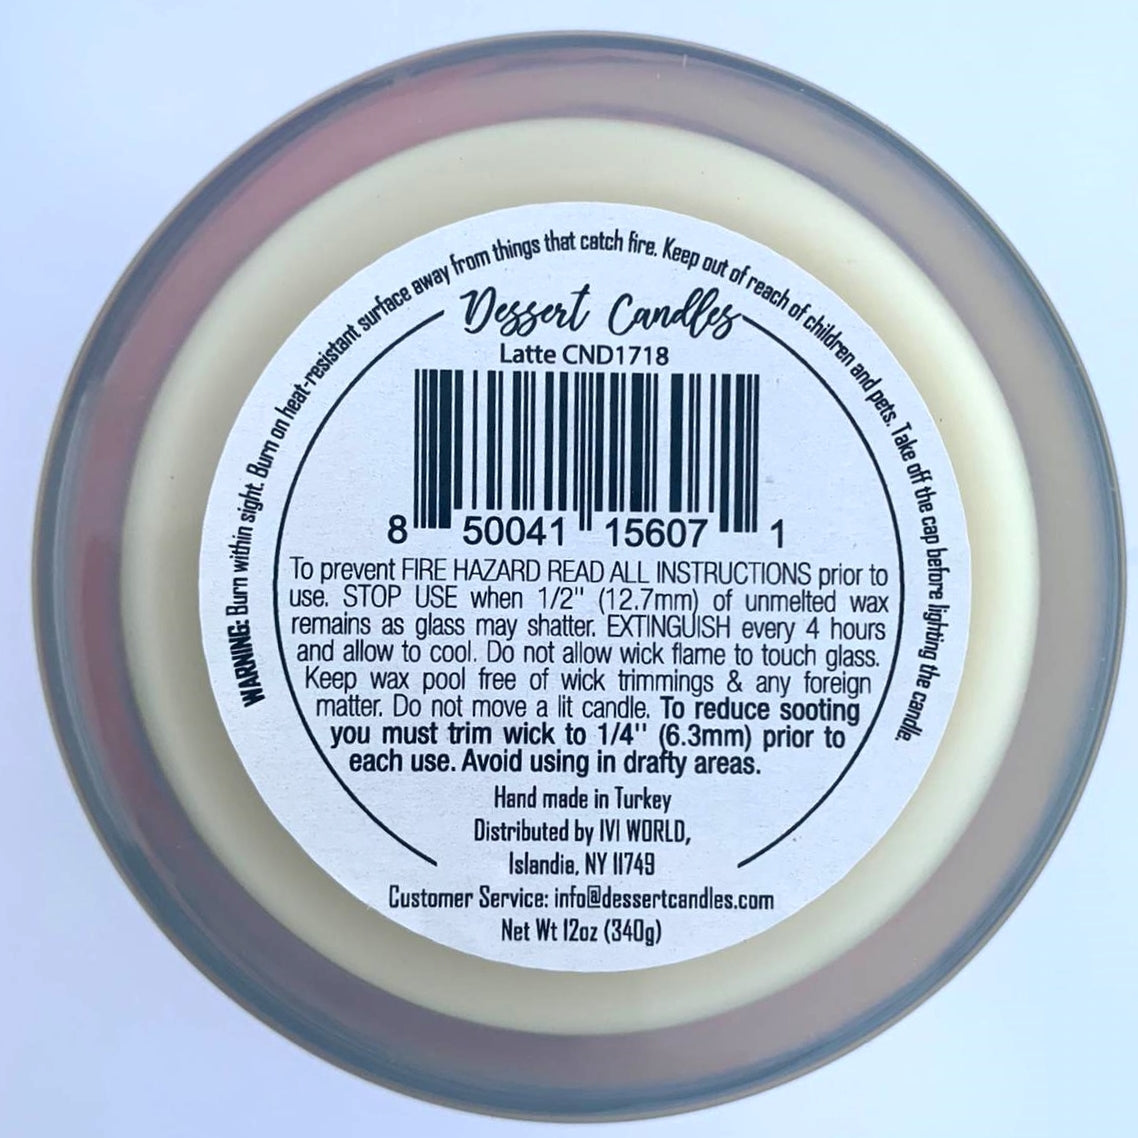 WARNING: Burn within sight. Burn on heat-resistant surface away from things that catch fire. Keep out of reach of children and pets. Take off the cap before lighting the candle.
Dessert Candles
Latte CND1718
8 50041 15607 1
To prevent FIRE HAZARD READ ALL INSTRUCTIONS prior to
use. STOP USE when 1/2" (12.7mm) of unmelted wax
remains as glass may shatter. EXTINGUISH every 4 hours
and allow to cool. Do not allow wick flame to touch glass.
Keep wax pool free of wick trimmings & any foreign
matter. Do not move a lit candle. To reduce sooting
you must trim wick to 1/4" (6.3mm) prior to
each use. Avoid using in drafty areas.
Hand made in Turkey
Distributed by IVI WORLD,
Islandia, NY 11749
Customer Service: info@dessertcandles.com
Net Wt 12oz (340g)